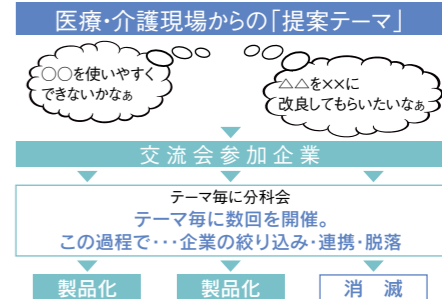 医療・介護現場からの「提案テーマ」
○○を使いやすく
できないかなぁ
△△を××に
改良してもらいたいなぁ
交流会参加企業
テーマ毎に分科会
テーマ毎に数回を開催。
この過程で･･･企業の絞り込み・連携・脱落
製品化
製品化
消滅